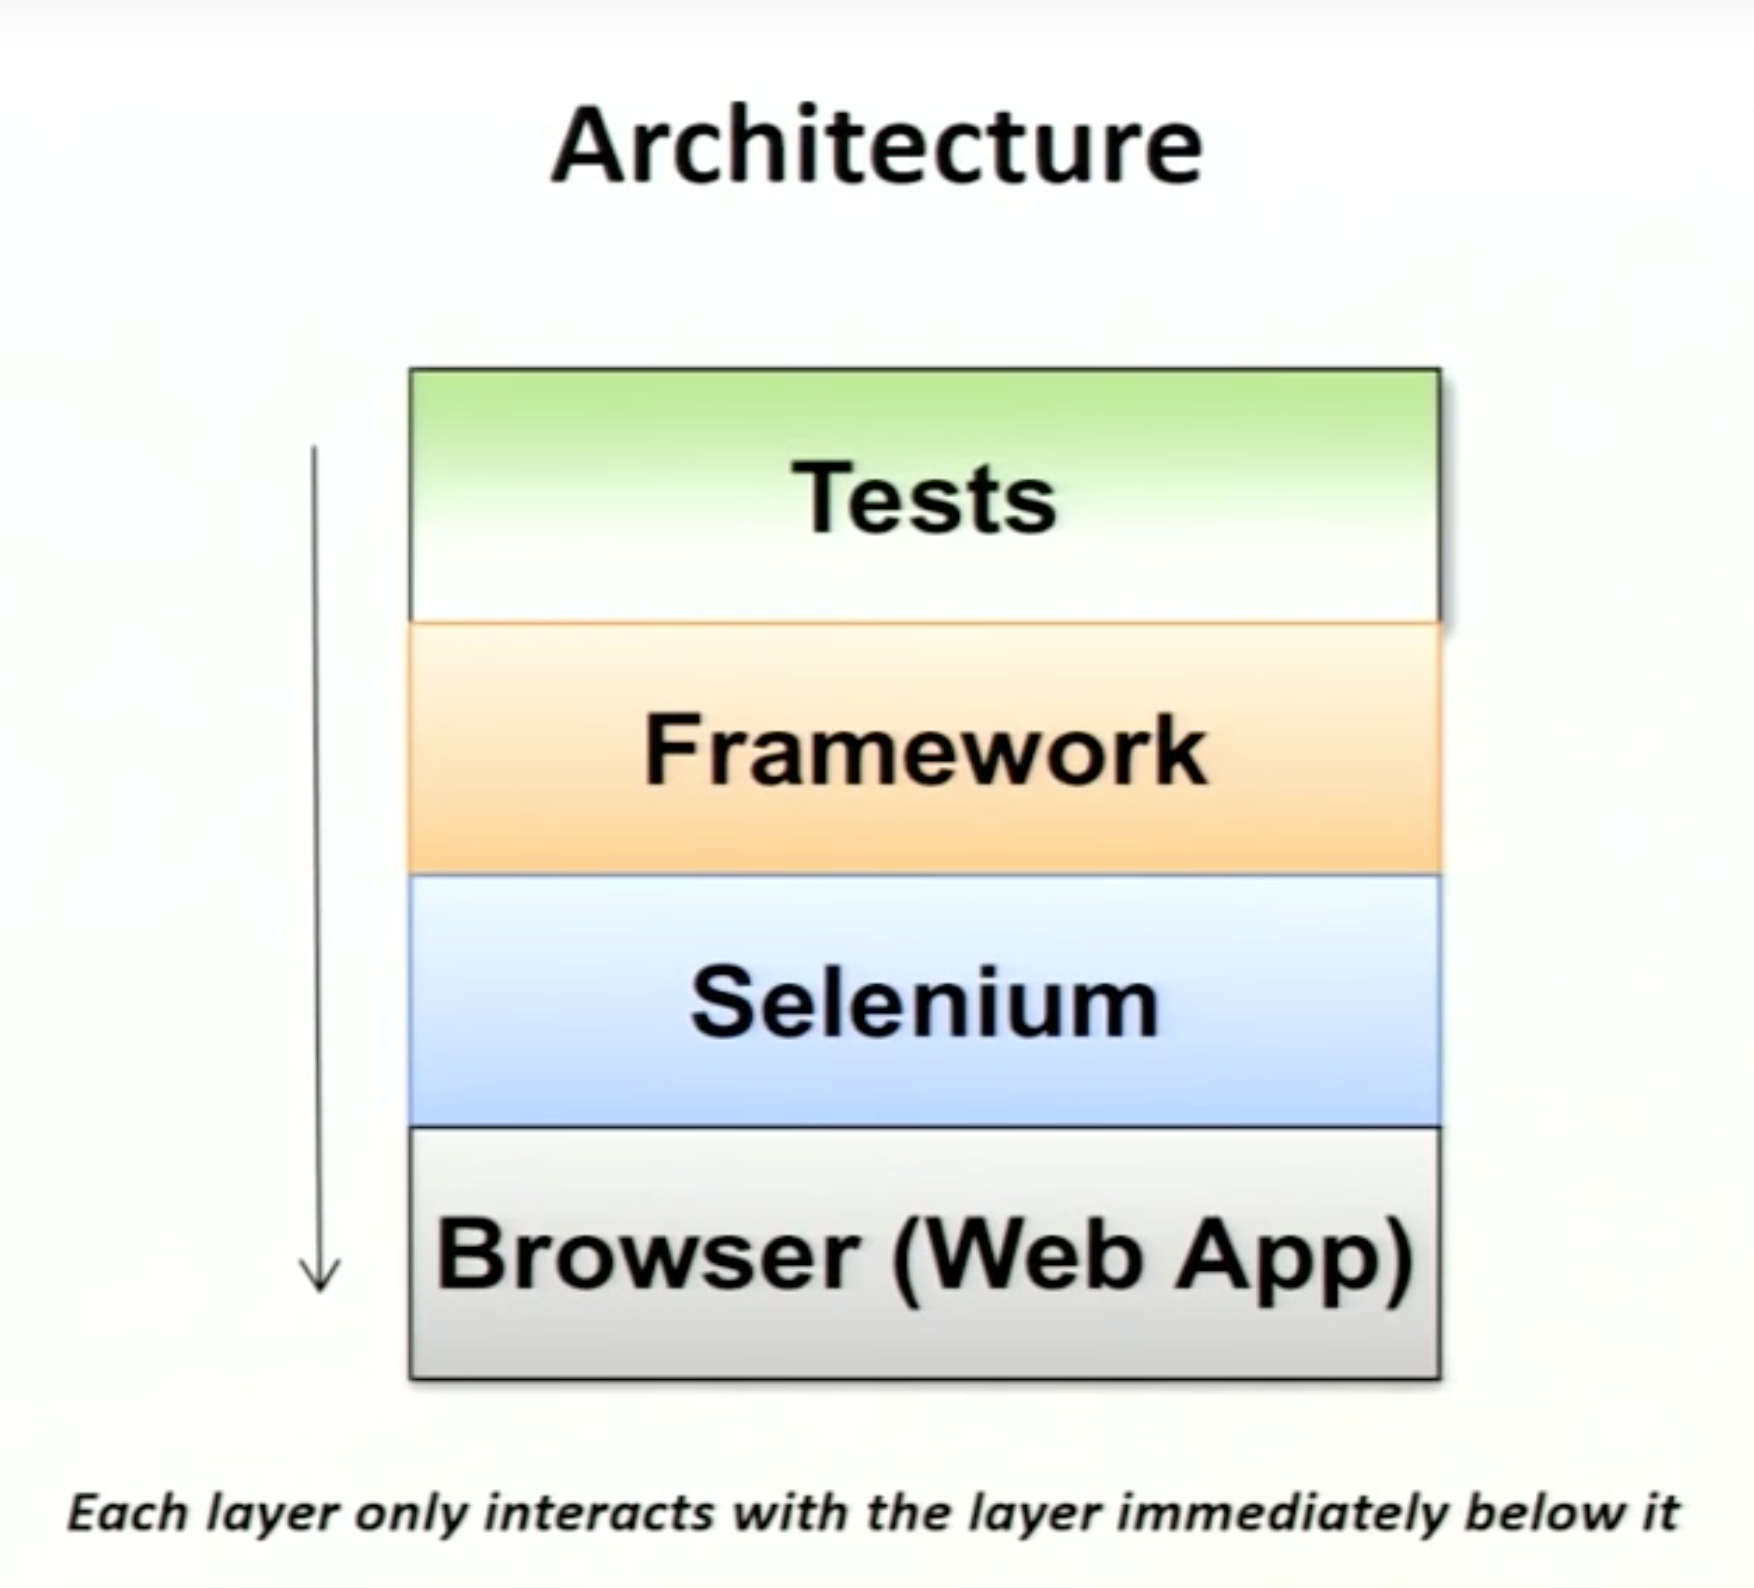 Architecture
Tests
Framework
Selenium
Browser (Web App)
Each layer only interacts with the layer immediately below it